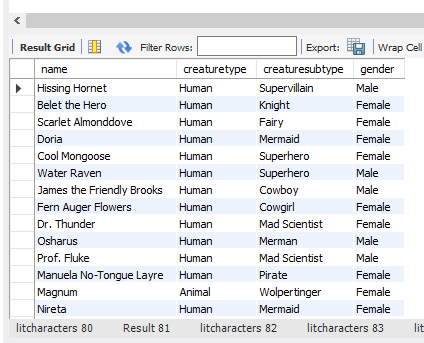 Result Grid Filter Rows: Export: Wrap Cell
name creaturetype creaturesubtype gender
Hissing Hornet Human Supervillain Male
Belet the Hero Human Knight Female
Scarlet Almonddove Human Fairy Female
Doria Human Mermaid Female
Cool Mongoose Human Superhero Female
Water Raven Human Superhero Male
James the Friendly Brooks Human Cowboy Male
Fern Auger Flowers Human Cowgirl Female
Dr. Thunder Human Mad Scientist Female
Osharus Human Merman Male
Prof. Fluke Human Mad Scientist Male
Manuela No-Tongue Layre Human Pirate Female
Magnum Animal Wolpertinger Female
Nireta Human Mermaid Female
litcharacters 80 Result 81 litcharacters 82 litcharacters 83 lit